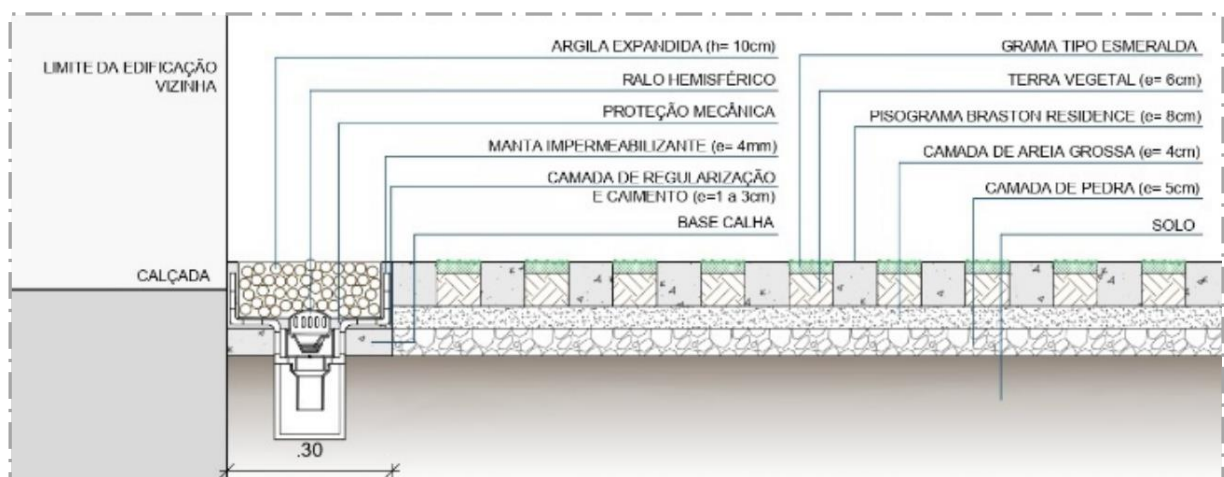 LIMITE DA EDIFICAÇÃO
VIZINHA
CALÇADA
ARGILA EXPANDIDA (h= 10cm)
RALO HEMISFÉRICO
PROTEÇÃO MECÂNICA
MANTA IMPERMEABILIZANTE (e= 4mm)
CAMADA DE REGULARIZAÇÃO
E CAIMENTO (e=1 a 3cm)
BASE CALHA
GRAMA TIPO ESMERALDA
TERRA VEGETAL (e= 6cm)
PISOGRAMA BRASTON RESIDENCE (e= 8cm)
CAMADA DE AREIA GROSSA (e= 4cm)
CAMADA DE PEDRA (e= 5cm)
SOLO
.30